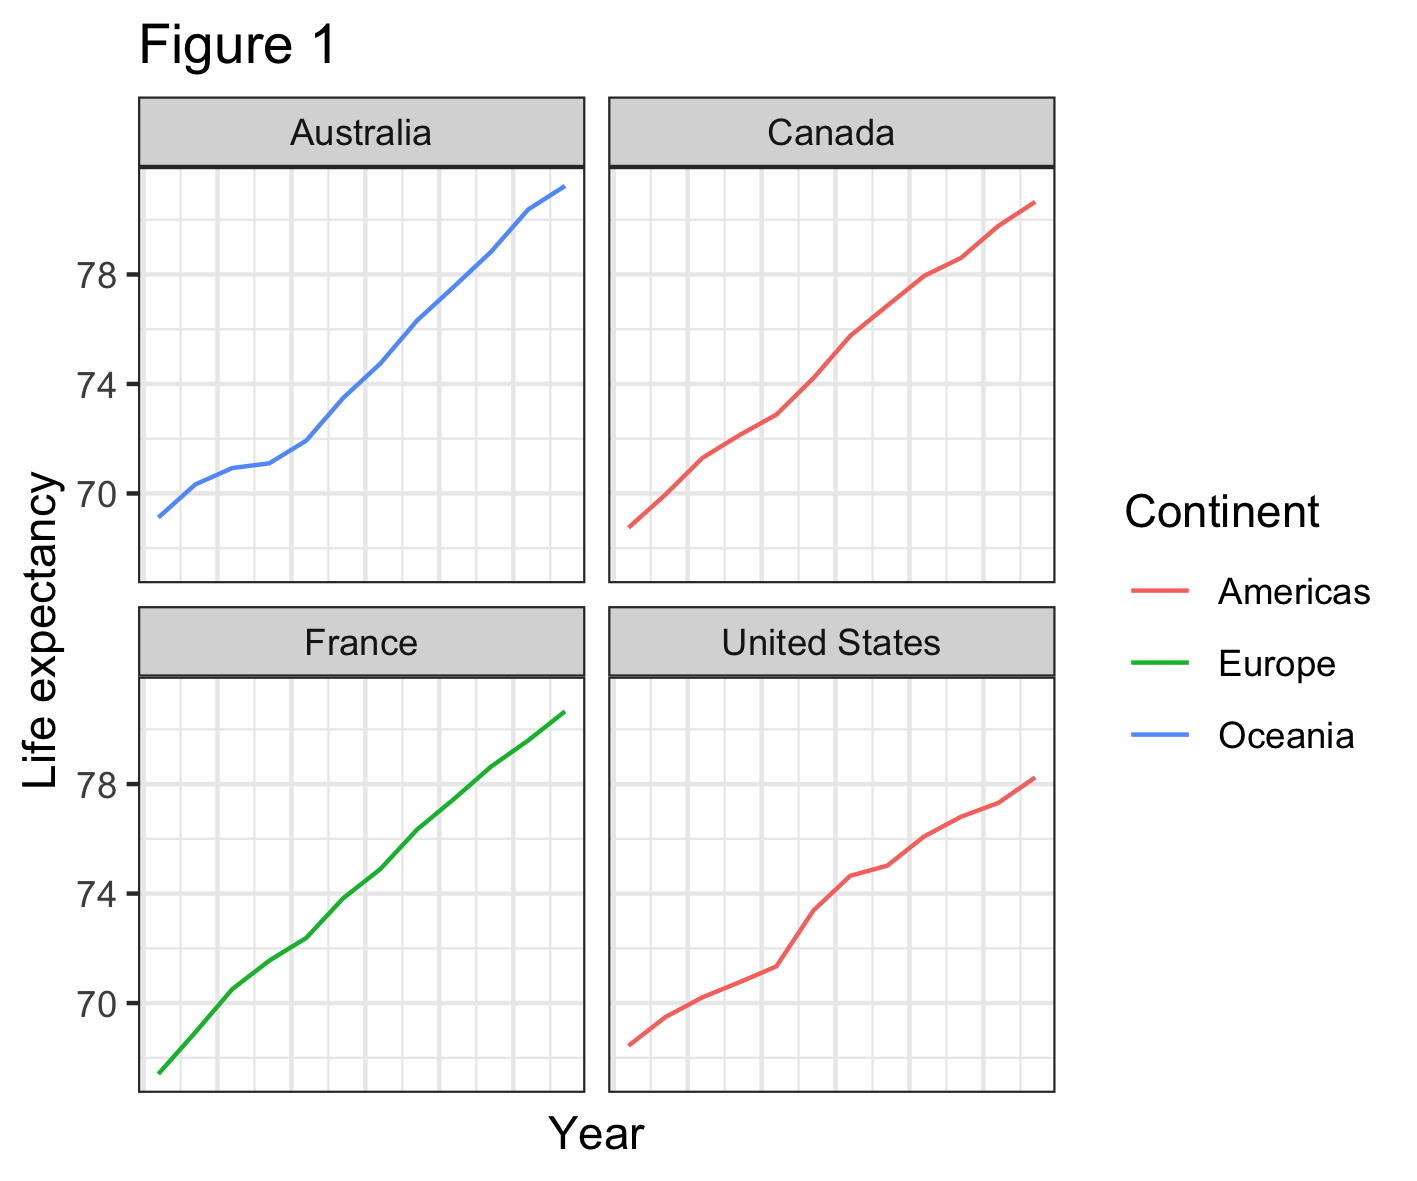 Figure 1
Australia
Canada
78
74
70
France
United States
78
74
70
Life expectancy
Year
Continent
Americas
Europe
Oceania